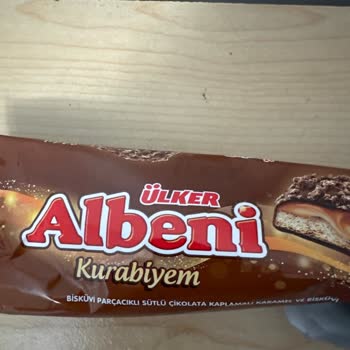 ÜLKER
Albeni
Kurabiyem
BİSKÜVİ PARÇACIKLI SÜTLÜ ÇİKOLATA KAPLAMALI KARAMEL VE BİSKÜVİ